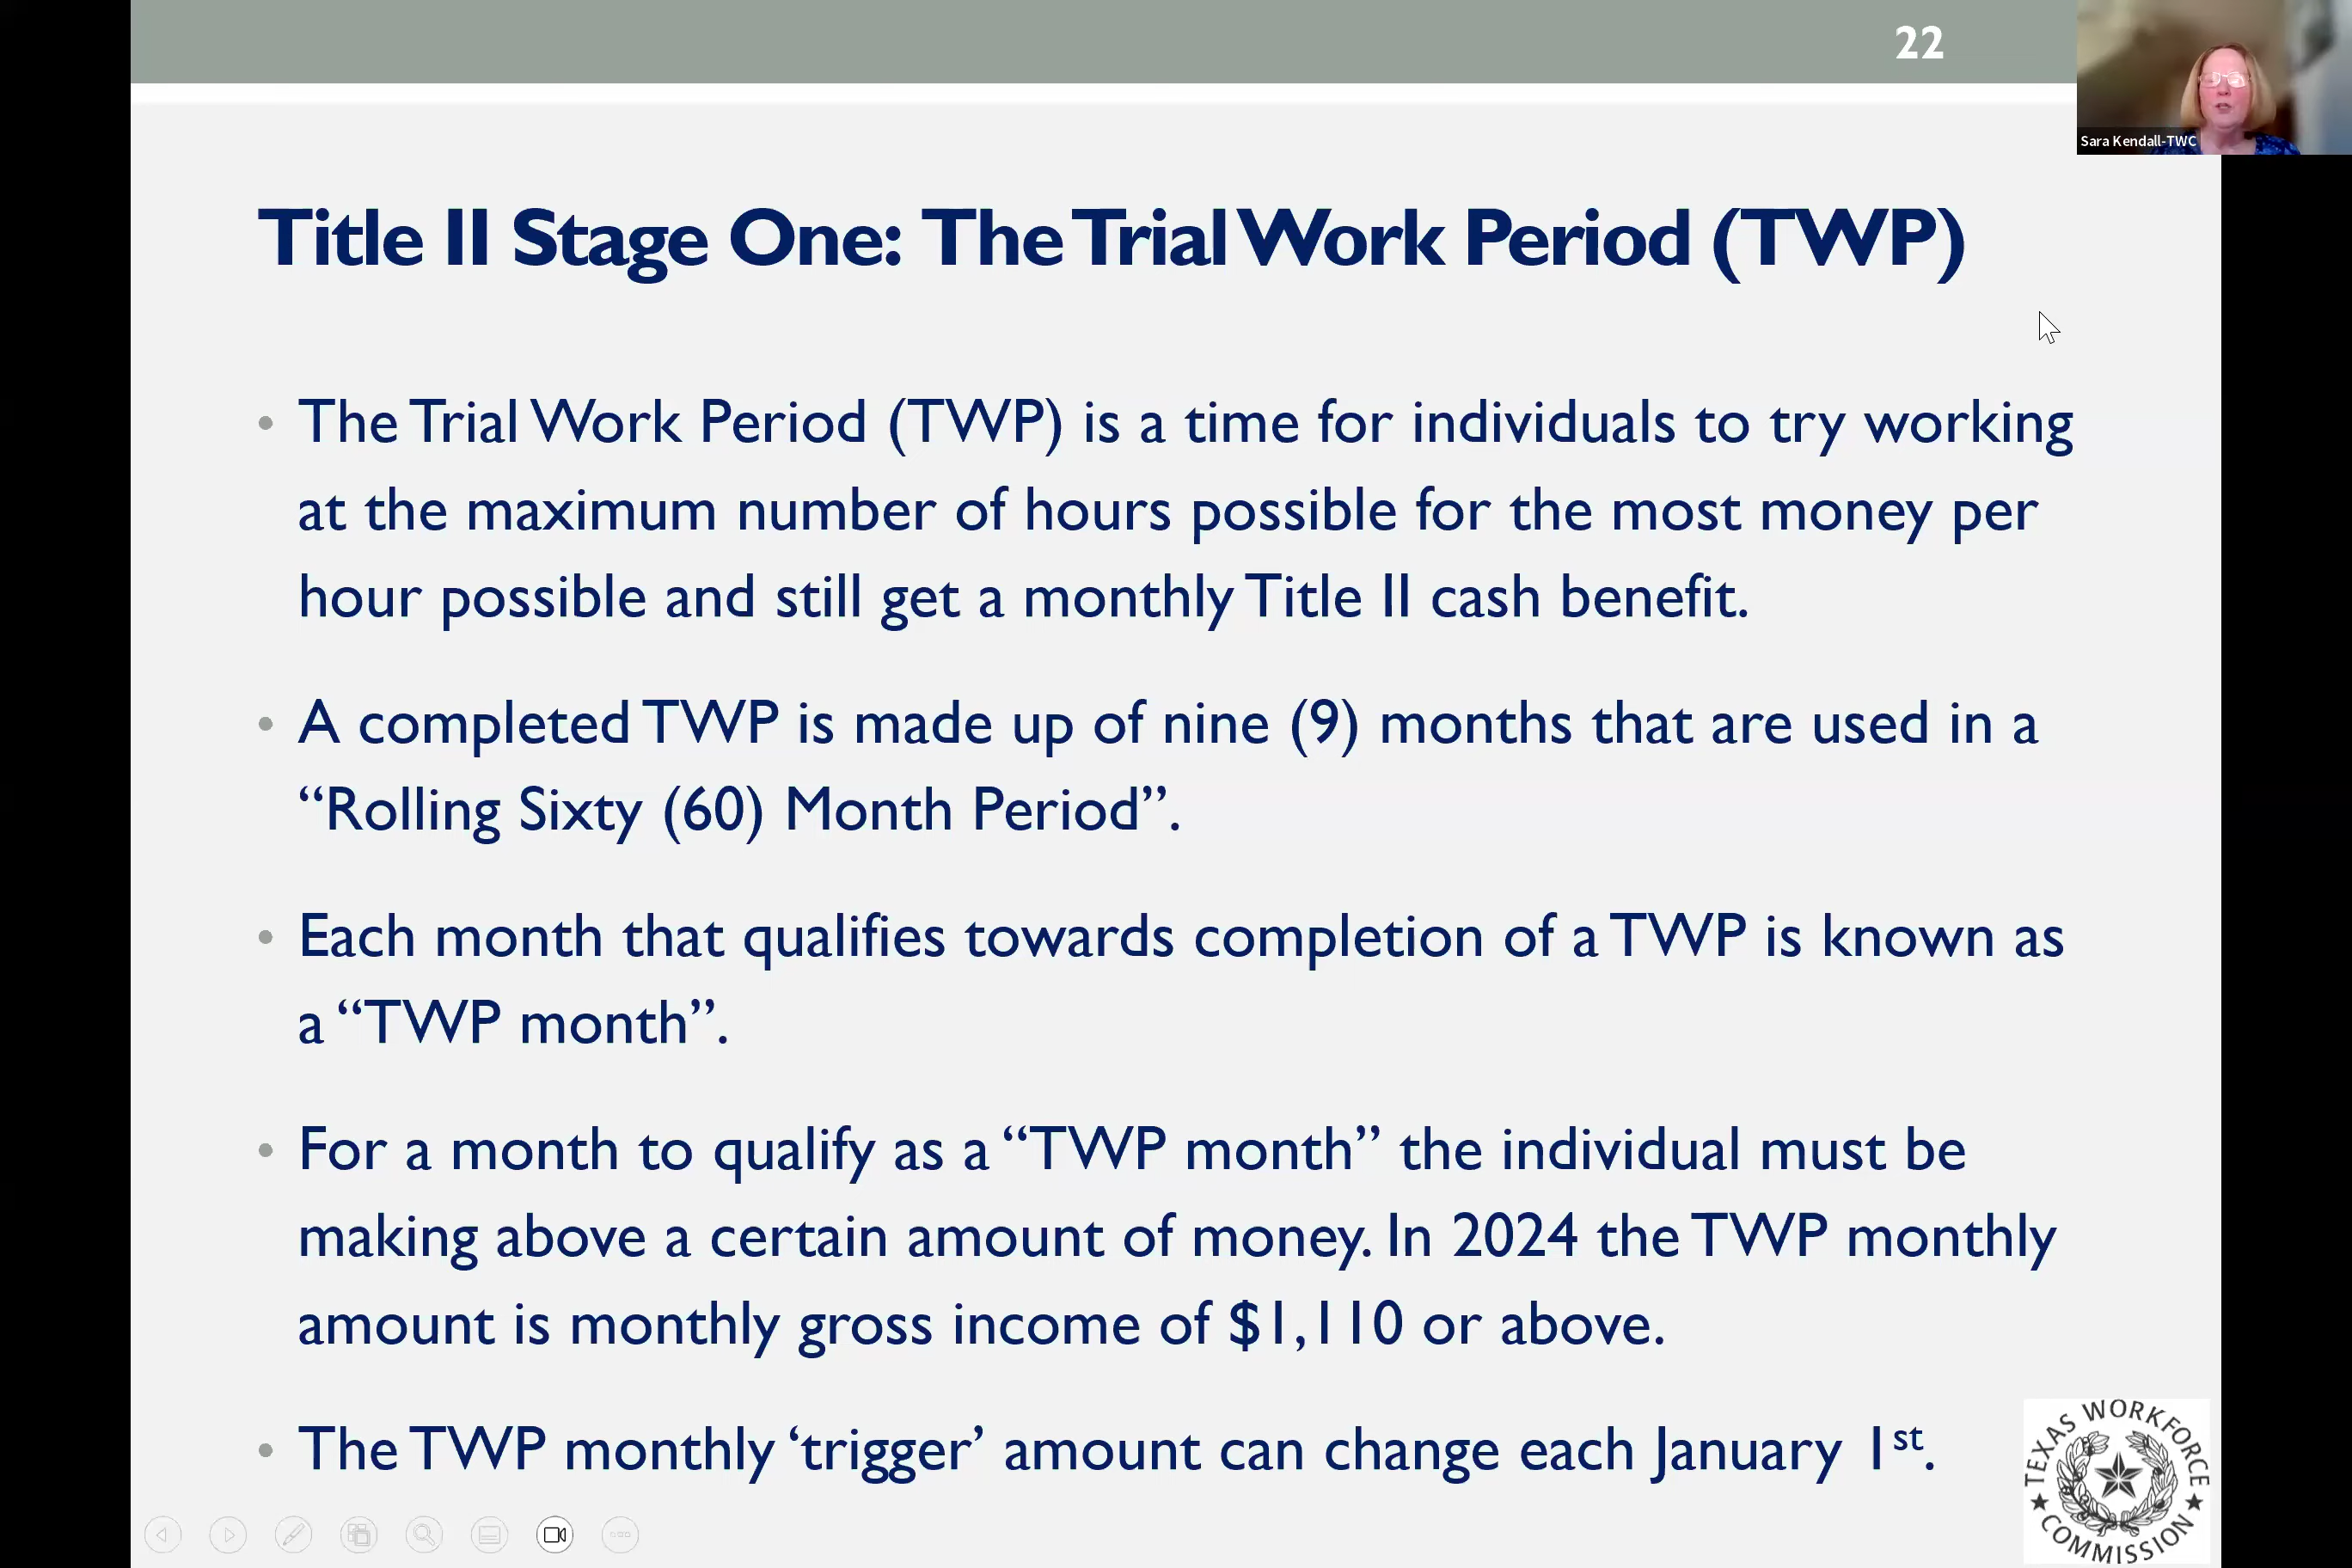 22
Sara Kendall-TWC
Title II Stage One: The Trial Work Period (TWP)
• The Trial Work Period (TWP) is a time for individuals to try working
at the maximum number of hours possible for the most money per
hour possible and still get a monthly Title II cash benefit.
• A completed TWP is made up of nine (9) months that are used in a
“Rolling Sixty (60) Month Period”.
• Each month that qualifies towards completion of a TWP is known as
a “TWP month”.
• For a month to qualify as a “TWP month” the individual must be
making above a certain amount of money. In 2024 the TWP monthly
amount is monthly gross income of $1,110 or above.
• The TWP monthly ‘trigger’ amount can change each January 1st.
TEXAS WORKFORCE
COMMISSION